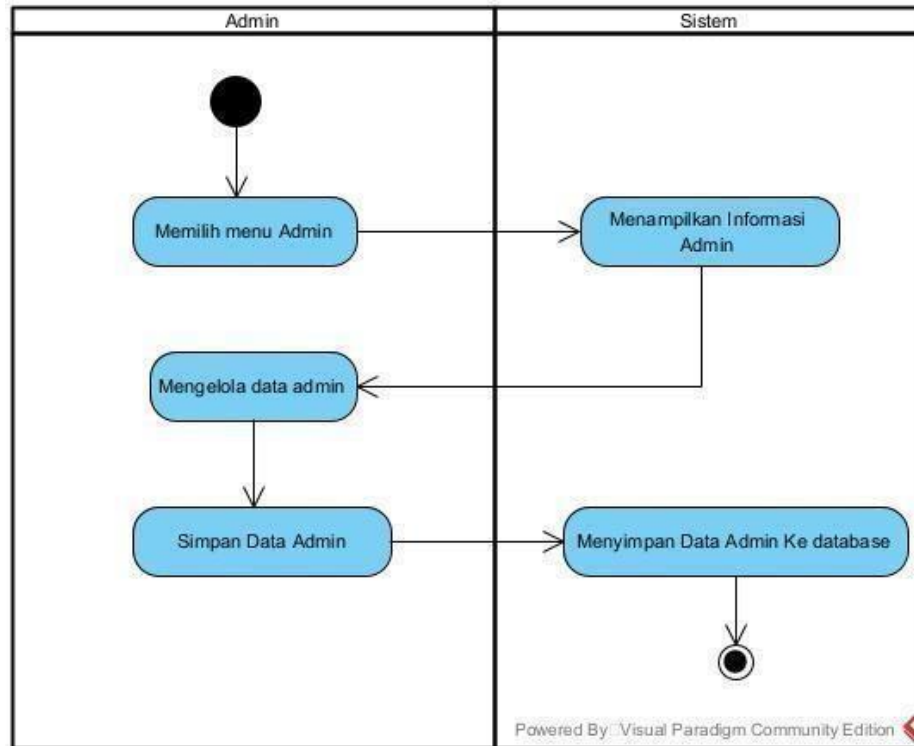 Admin
Sistem
Memilih menu Admin
Menampilkan Informasi
Admin
Mengelola data admin
Simpan Data Admin
Menyimpan Data Admin Ke database
Powered By Visual Paradigm Community Edition